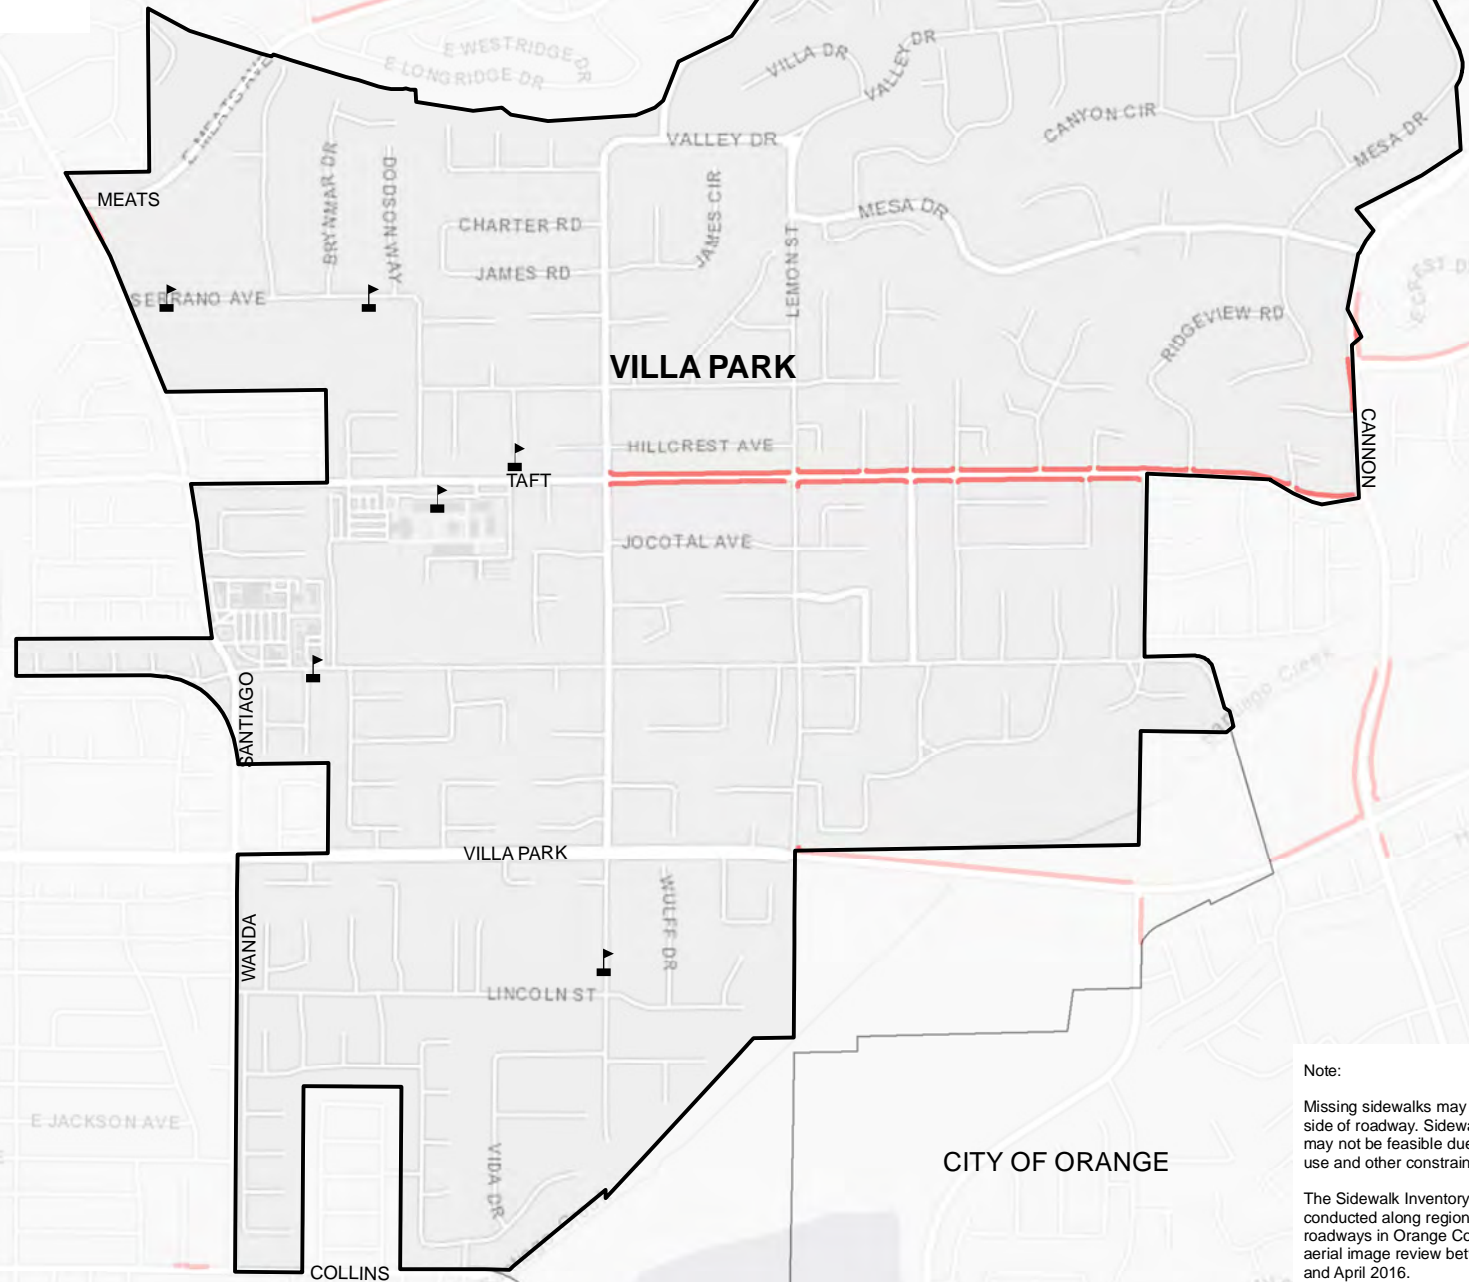 E WESTRIDGE DR
E LONGRIDGE DR
VILLA DR
VALLEY DR
E MEATS AVE
CANYON CIR
MESA DR
VALLEY DR
BRYNMAR DR
DODSON WAY
MEATS
JAMES CIR
MESA DR
CHARTER RD
LEMON ST
JAMES RD
SERRANO AVE
RIDGEVIEW RD
VILLA PARK
HILLCREST AVE
CANNON
TAFT
JOCOTAL AVE
Creek
SANTIAGO
VILLA PARK
WULFF DR
WANDA
LINCOLN ST
E JACKSON AVE
VIDA DR
CITY OF ORANGE
COLLINS
Note:
Missing sidewalks may
side of roadway. Sidewa
may not be feasible due
use and other constrain
The Sidewalk Inventory
conducted along region
roadways in Orange Co
aerial image review bet
and April 2016.